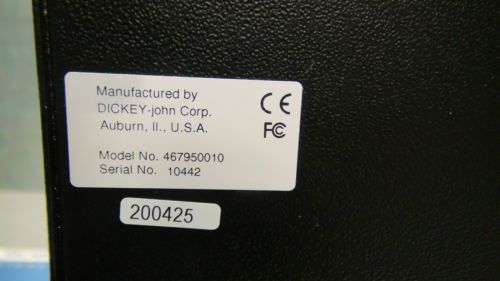 Manufactured by
DICKEY-john Corp.
Auburn, Il., U.S.A.
CE
FC
Model No. 467950010
Serial No. 10442
200425